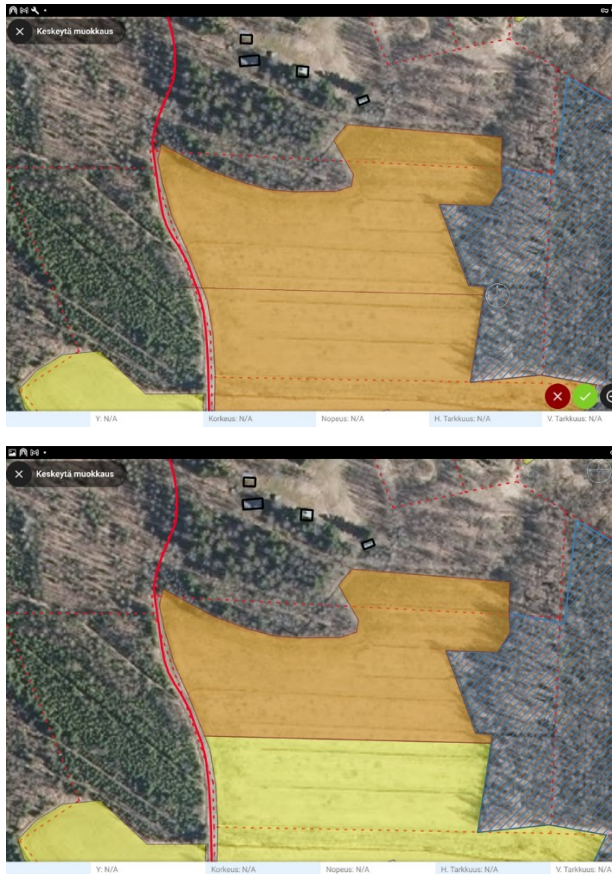 Keskeytä muokkaus
Y: N/A
Korkeus: N/A
Nopeus: N/A
H. Tarkkuus: N/A
V. Tarkkuus: N/A
Keskeytä muokkaus
Y: N/A
Korkeus: N/A
Nopeus: N/A
H. Tarkkuus: N/A
V. Tarkkuus: N/A